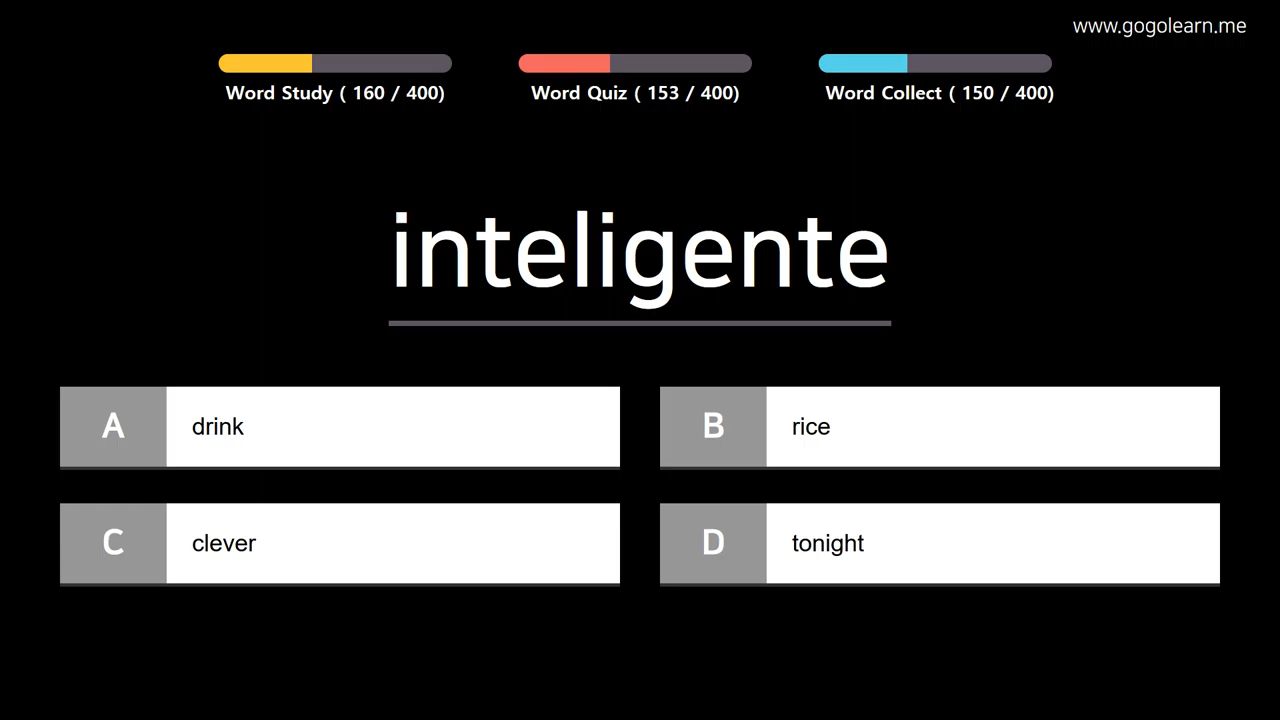 www.gogolearn.me
Word Study ( 160 / 400)
Word Quiz ( 153 / 400)
Word Collect ( 150 / 400)
inteligente
A drink
B rice
C clever
D tonight